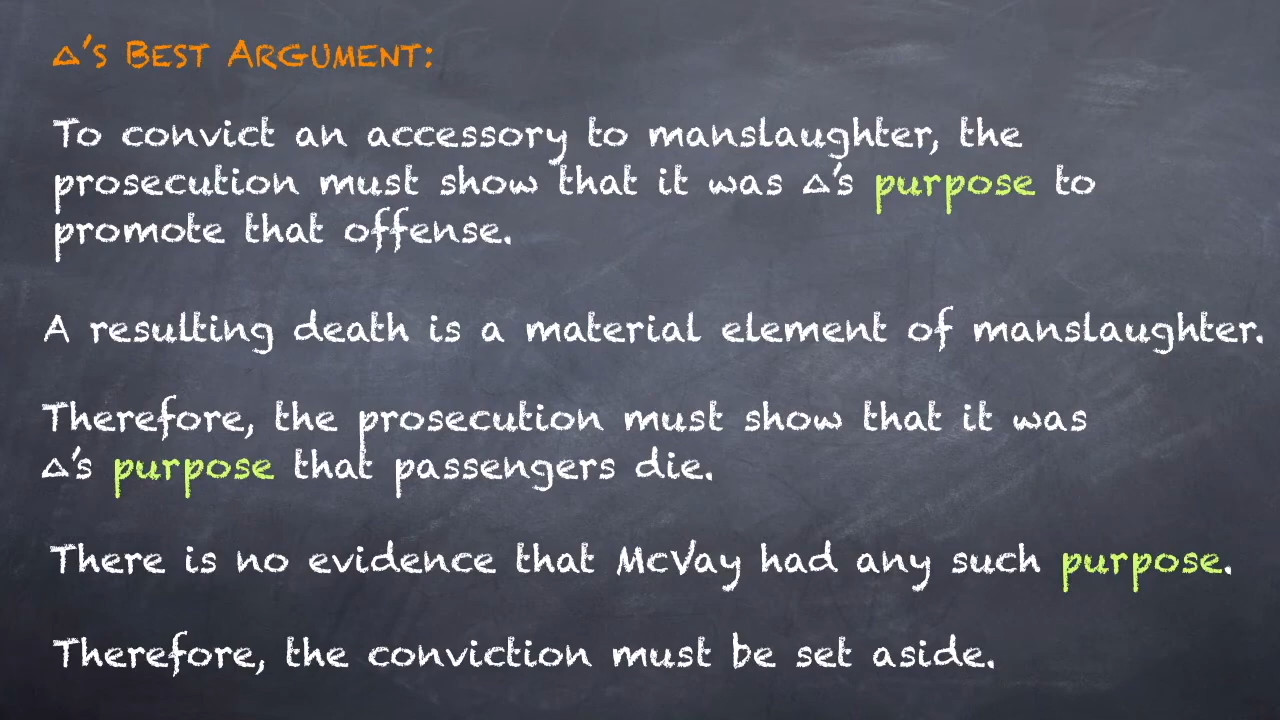 Δ's Best Argument:
To convict an accessory to manslaughter, the
prosecution must show that it was Δ's purpose to
promote that offense.
A resulting death is a material element of manslaughter.
Therefore, the prosecution must show that it was
Δ's purpose that passengers die.
There is no evidence that McVay had any such purpose.
Therefore, the conviction must be set aside.